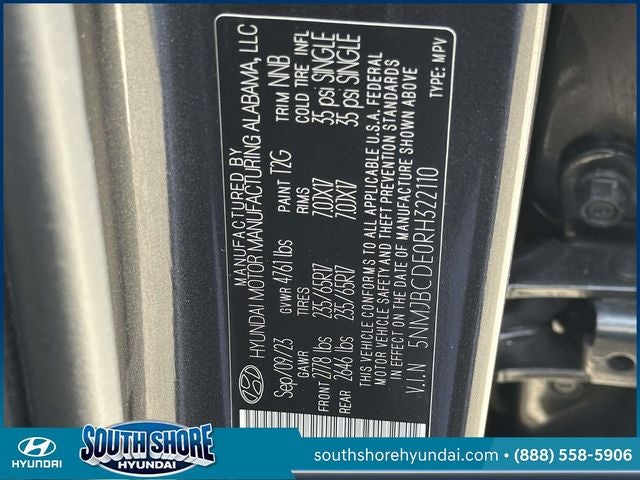 MANUFACTURED BY
HYUNDAI MOTOR MANUFACTURING ALABAMA, LLC
Sep/09/23 GVWR 4761 lbs PAINT T2G TRIM NNB
GAWR TIRES RIMS COLD TIRE INFL
FRONT 2778 lbs 235/65R17 7.0JX17 35 psi SINGLE
REAR 2646 lbs 235/65R17 7.0JX17 35 psi SINGLE
THIS VEHICLE CONFORMS TO ALL APPLICABLE U.S.A. FEDERAL
MOTOR VEHICLE SAFETY AND THEFT PREVENTION STANDARDS
IN EFFECT ON THE DATE OF MANUFACTURE SHOWN ABOVE
V.I.N 5NMJBCDE0RH322110 TYPE: MPV
HYUNDAI
SOUTH SHORE
HYUNDAI
southshorehyundai.com • (888) 558-5906